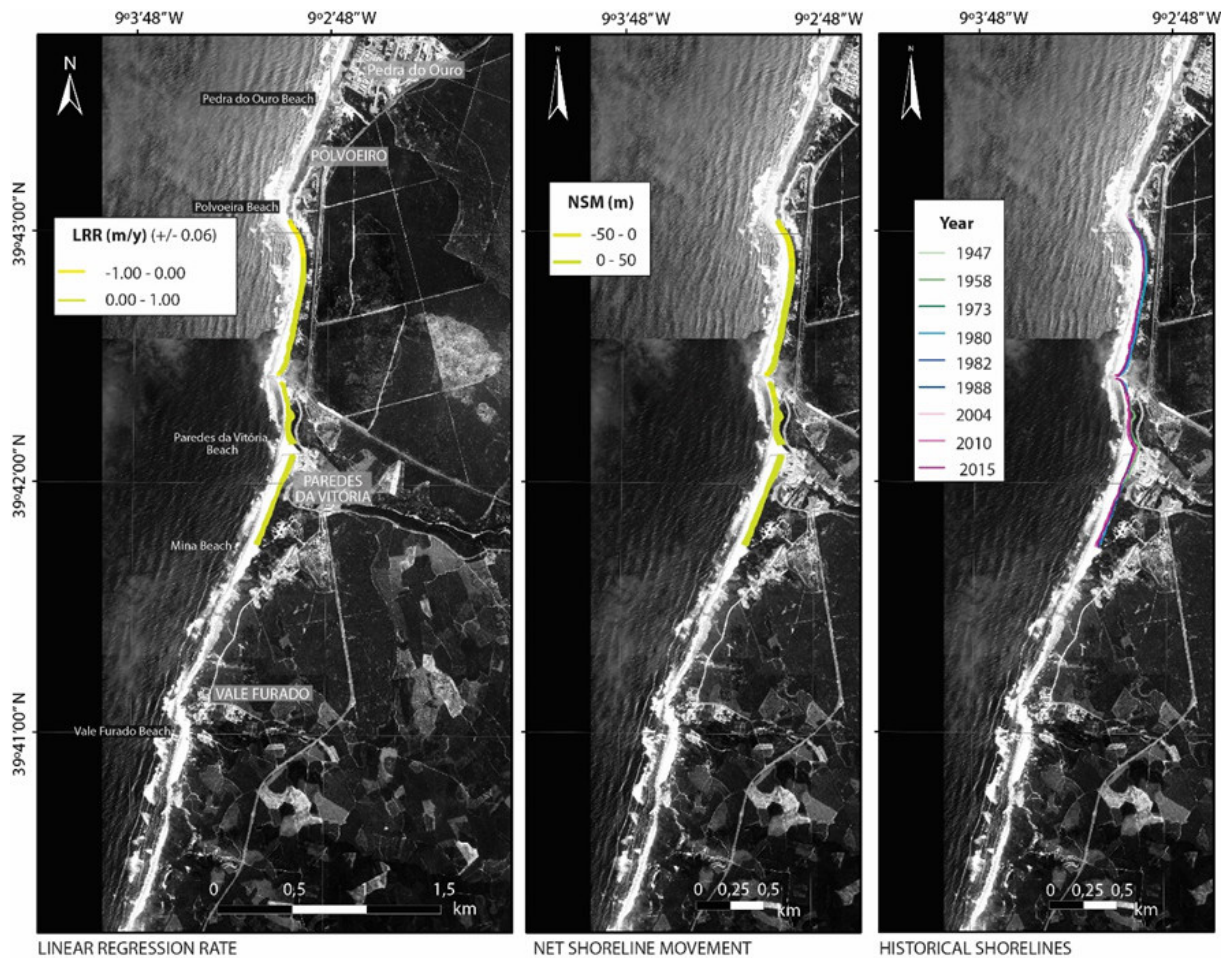 9º3'48"W 9º2'48"W
9º3'48"W 9º2'48"W
9º3'48"W 9º2'48"W
N
Pedra do Ouro
Pedra do Ouro Beach
POLVOEIRO
Polvoeira Beach
39º43'00"N
LRR (m/y) (+/- 0.06)
-1.00 - 0.00
0.00 - 1.00
Paredes da Vitória
Beach
39º42'00"N
PAREDES
DA VITÓRIA
Mina Beach
VALE FURADO
Vale Furado Beach
39º41'00"N
0 0,5 1 1,5
km
LINEAR REGRESSION RATE
N
NSM (m)
-50 - 0
0 - 50
0 0,25 0,5
km
NET SHORELINE MOVEMENT
N
Year
1947
1958
1973
1980
1982
1988
2004
2010
2015
0 0,25 0,5
km
HISTORICAL SHORELINES